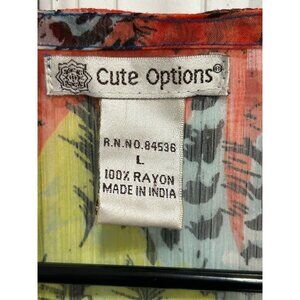 Cute Options®
R.N.NO.84536
L
100% RAYON
MADE IN INDIA